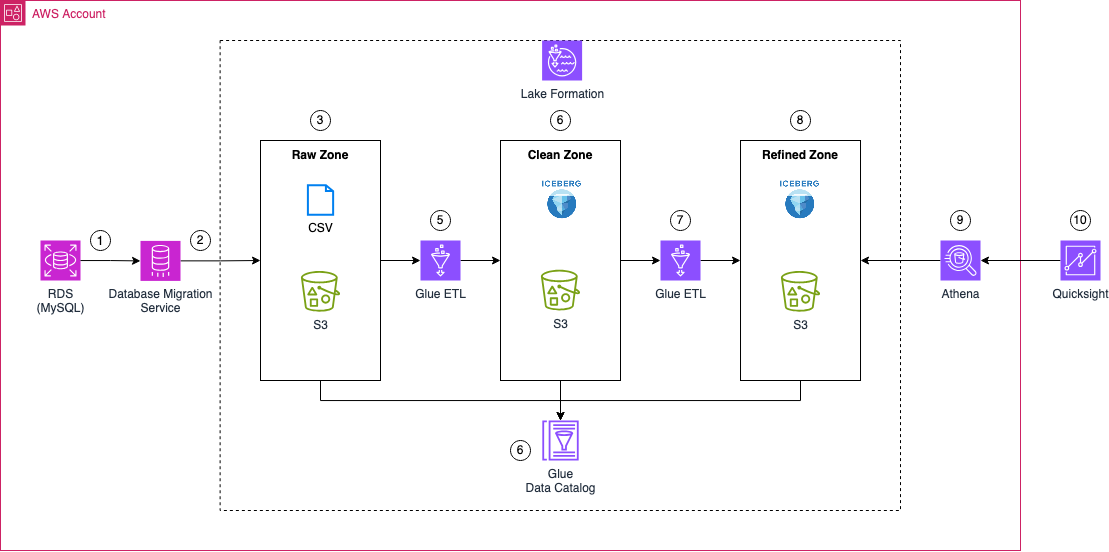 AWS Account
Lake Formation
3
6
8
Raw Zone
Clean Zone
Refined Zone
ICEBERG
ICEBERG
CSV
1
2
5
7
9
10
RDS
(MySQL)
Database Migration
Service
S3
Glue ETL
S3
Glue ETL
S3
Athena
Quicksight
6
Glue
Data Catalog